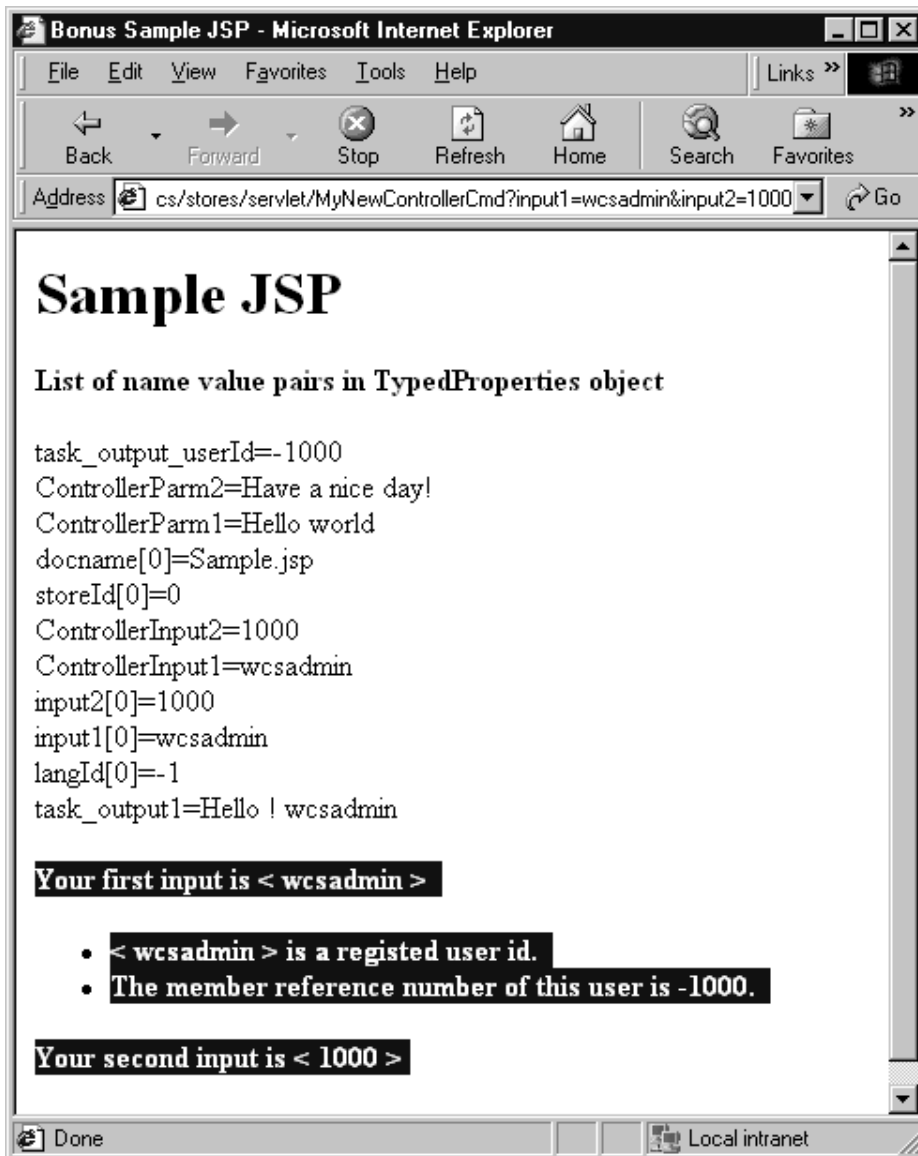 Bonus Sample JSP - Microsoft Internet Explorer
File Edit View Favorites Tools Help Links »
Back Forward Stop Refresh Home Search Favorites »
Address cs/stores/servlet/MyNewControllerCmd?input1=wcsadmin&input2=1000 Go
Sample JSP
List of name value pairs in TypedProperties object
task_output_userId=-1000
ControllerParm2=Have a nice day!
ControllerParm1=Hello world
docname[0]=Sample.jsp
storeId[0]=0
ControllerInput2=1000
ControllerInput1=wcsadmin
input2[0]=1000
input1[0]=wcsadmin
langId[0]=-1
task_output1=Hello ! wcsadmin
Your first input is < wcsadmin >
• < wcsadmin > is a registed user id.
• The member reference number of this user is -1000.
Your second input is < 1000 >
Done Local intranet